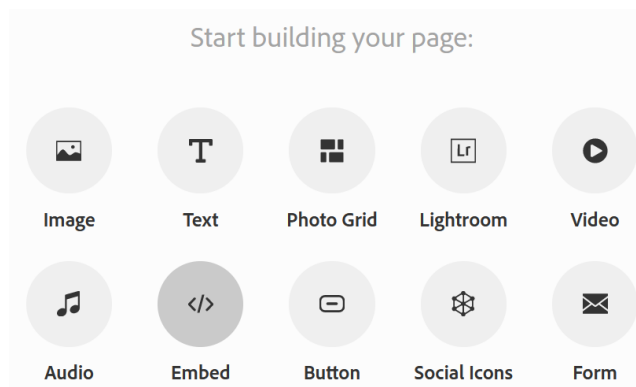 Start building your page:
Lr
Image Text Photo Grid Lightroom Video
Audio Embed Button Social Icons Form